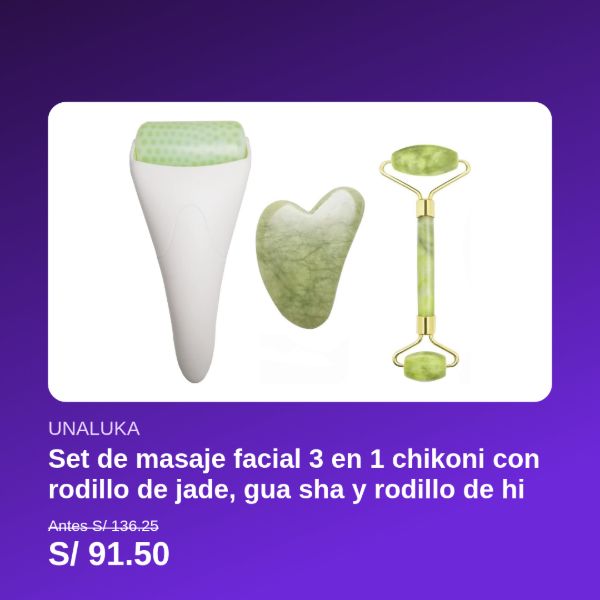 UNALUKA
Set de masaje facial 3 en 1 chikoni con
rodillo de jade, gua sha y rodillo de hi
Antes S/ 136.25
S/ 91.50